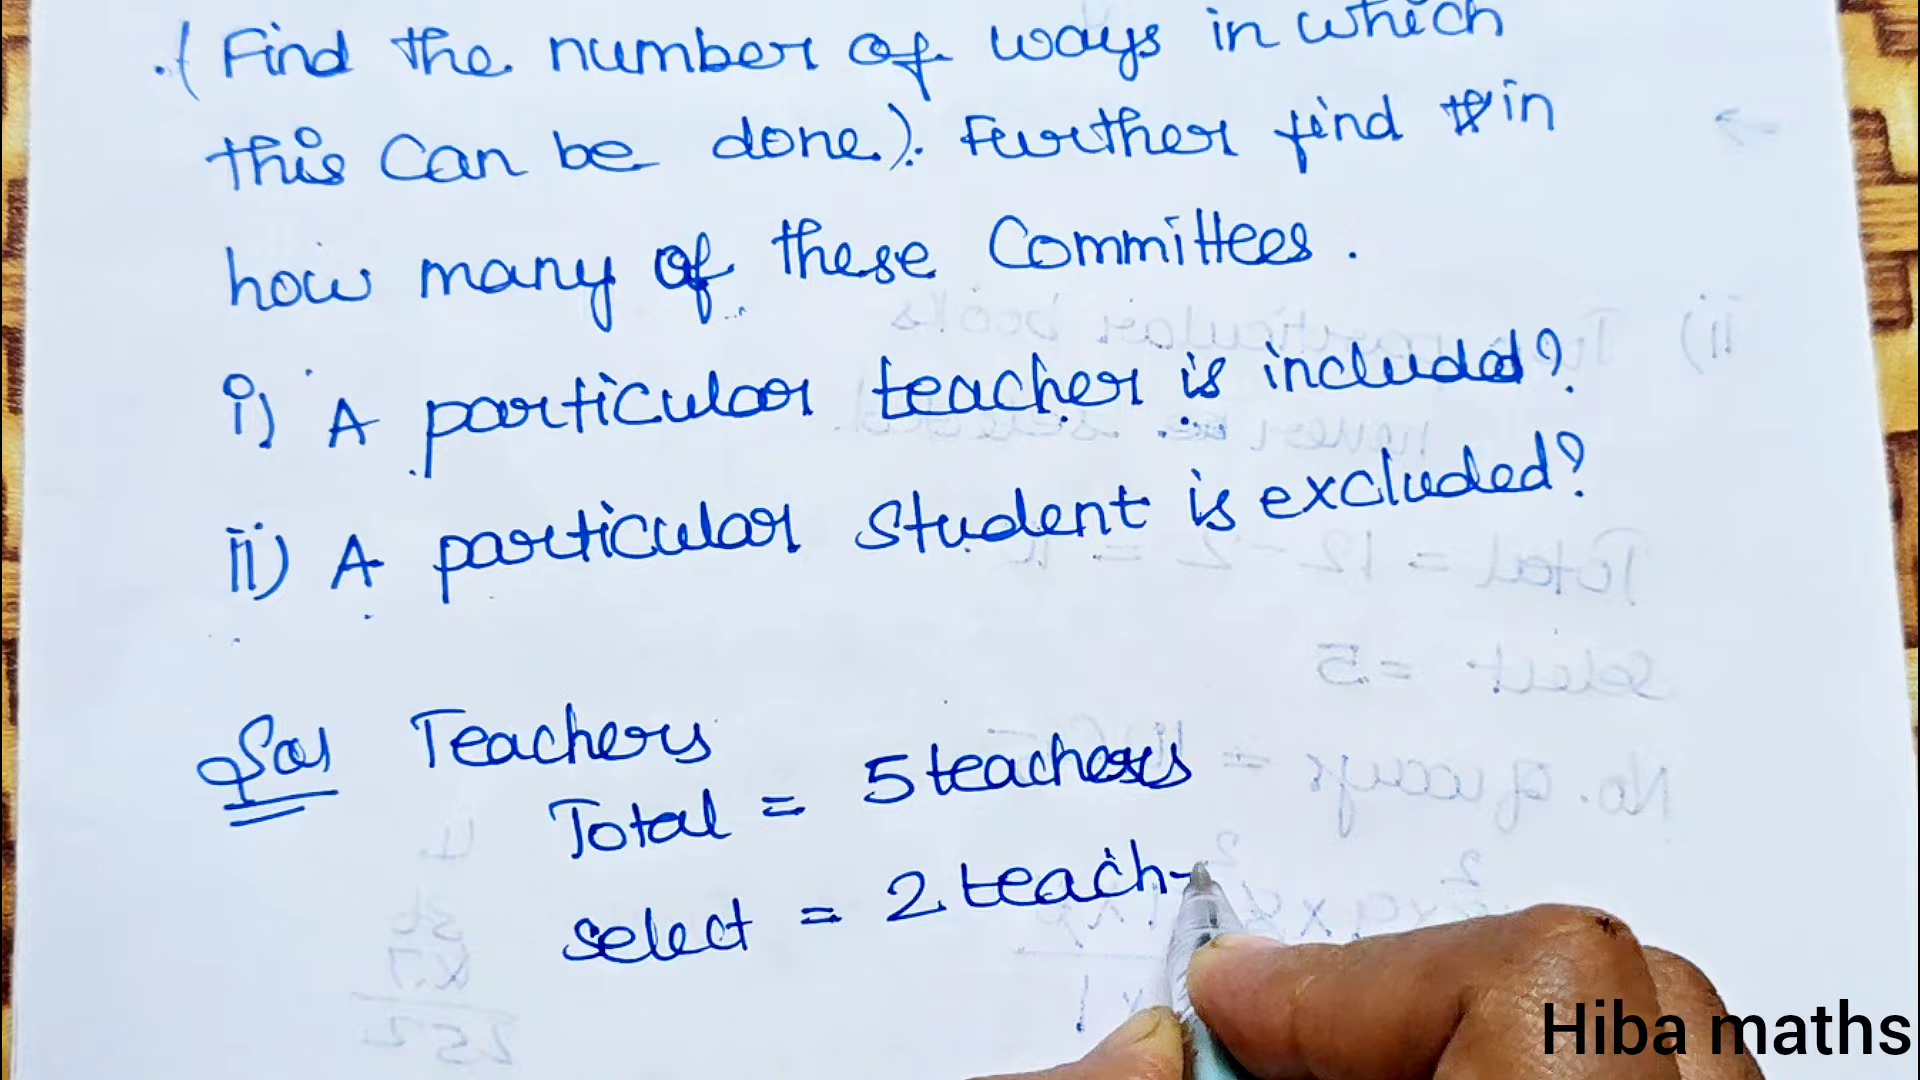 .( Find the number of ways in which
this can be done). Further find in
how many of these Committees.
i) A particular teacher is included?
ii) A particular student is excluded?
Sol Teachers
Total = 5 teachers
select = 2 teach
Hiba maths